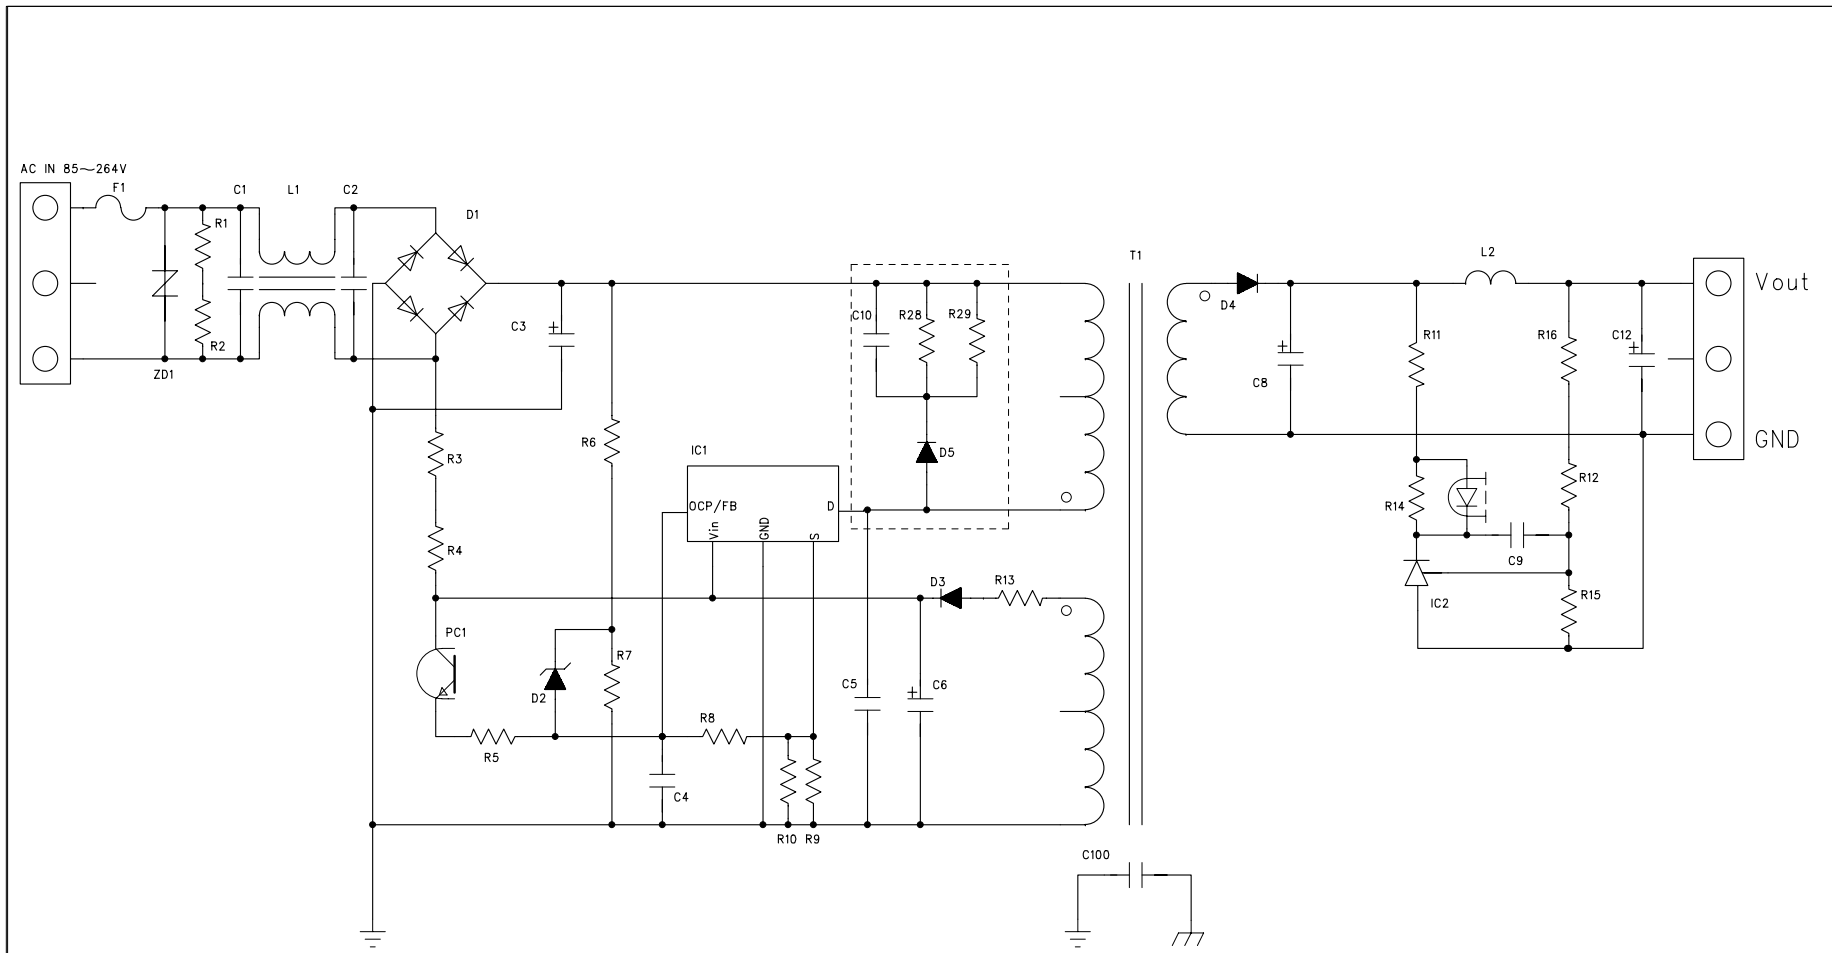 AC IN 85~264V
F1
C1
L1
C2
D1
R1
R2
ZD1
C3
R3
R4
R6
IC1
OCP/FB
Vin
GND
S
D
C10
R28
R29
D5
T1
D4
C8
L2
R11
R16
C12
Vout
GND
R14
R12
C9
IC2
R15
D3
R13
PC1
R7
D2
R5
R8
C4
C5
C6
R10
R9
C100